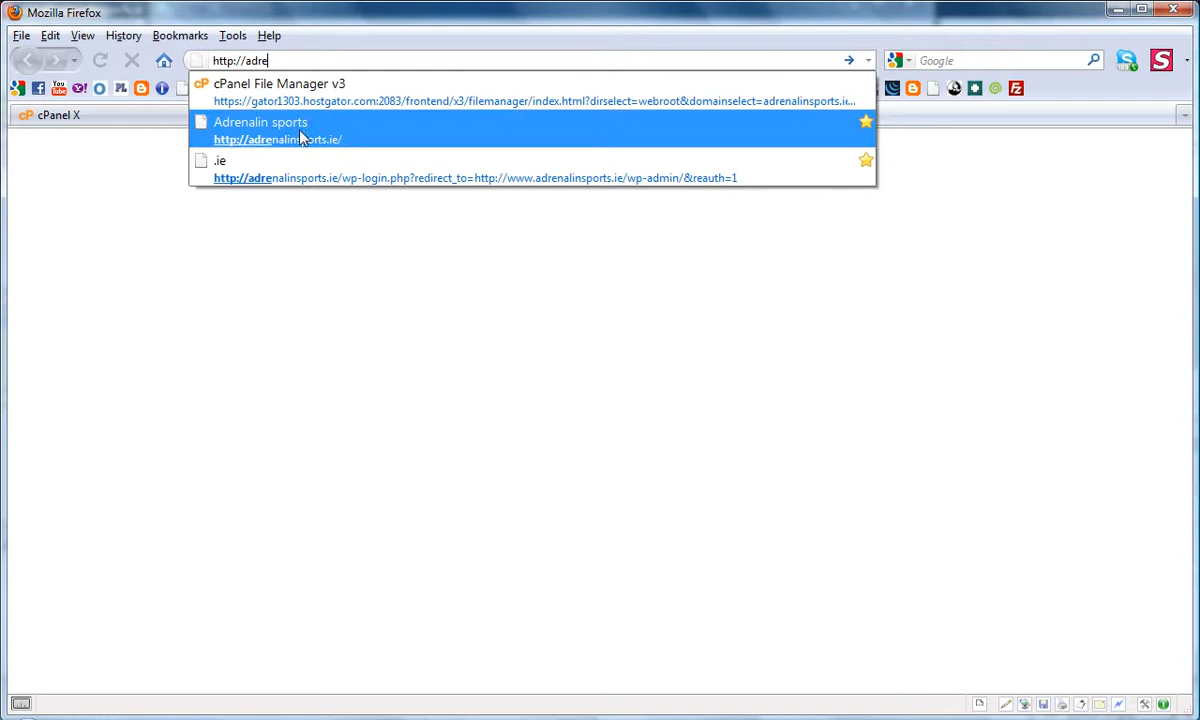 Mozilla Firefox
File Edit View History Bookmarks Tools Help
http://adre
Google
cPanel File Manager v3
https://gator1303.hostgator.com:2083/frontend/x3/filemanager/index.html?dirselect=webroot&domainselect=adrenalinsports.ie...
Adrenalin sports
http://adrenalinsports.ie/
.ie
http://adrenalinsports.ie/wp-login.php?redirect_to=http://www.adrenalinsports.ie/wp-admin/&reauth=1
cP cPanel X